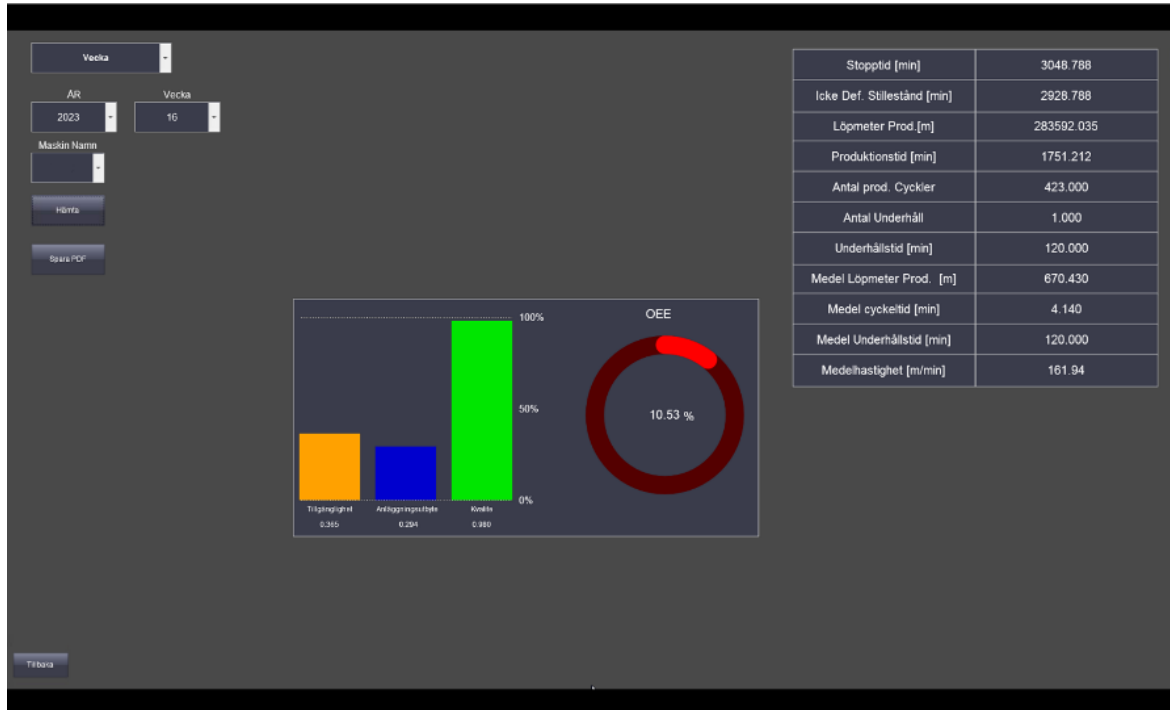 Vecka
ÅR
Vecka
2023
16
Maskin Namn
Hämta
Spara PDF
Stopptid [min] 3048.788
Icke Def. Stillestånd [min] 2928.788
Löpmeter Prod.[m] 283592.035
Produktionstid [min] 1751.212
Antal prod. Cyckler 423.000
Antal Underhåll 1.000
Underhållstid [min] 120.000
Medel Löpmeter Prod. [m] 670.430
Medel cyckeltid [min] 4.140
Medel Underhållstid [min] 120.000
Medelhastighet [m/min] 161.94
100%
50%
0%
Tillgänglighet Anläggningsutbyte Kvalite
0.365 0.294 0.980
OEE
10.53 %
Tillbaka